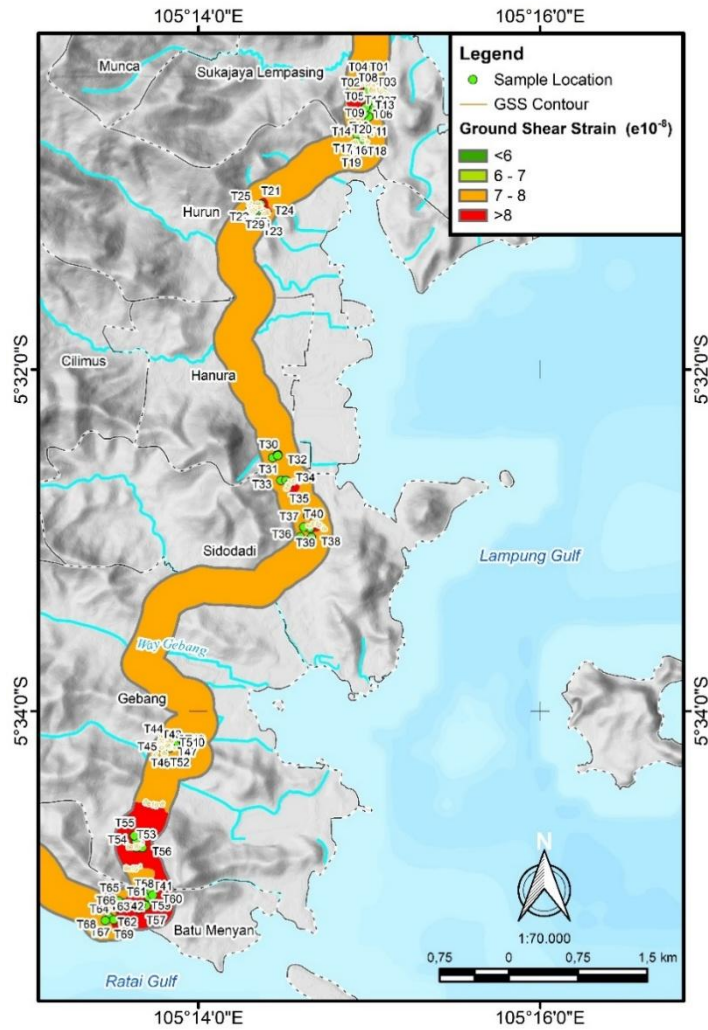 105°14'0"E 105°16'0"E
Munca
Sukajaya Lempasing
T04 T01
T08
T02 T03
T05
T13
T09 T06
T20
T14 T11
T17 16 T18
T19
Legend
Sample Location
GSS Contour
Ground Shear Strain (e10⁻⁸)
<6
6 - 7
7 - 8
>8
T21
T25
Hurun
T24
T29
T23
5°32'0"S 5°32'0"S
Cilimus
Hanura
T30
T32
T31
T33 T34
T35
T37 T40
T36 T39 T38
Sidodadi
Lampung Gulf
Way Gebang
Gebang
5°34'0"S 5°34'0"S
T44
T45 T510
T47
T46 T52
T55 T53
T54
T56
T58 T41
T65 T61 T60
T66
T64 T63 42 T59
T68 T62 T57
T67 T69
Batu Menyan
Ratai Gulf
N
1:70.000
0,75 0 0,75 1,5 km
105°14'0"E 105°16'0"E